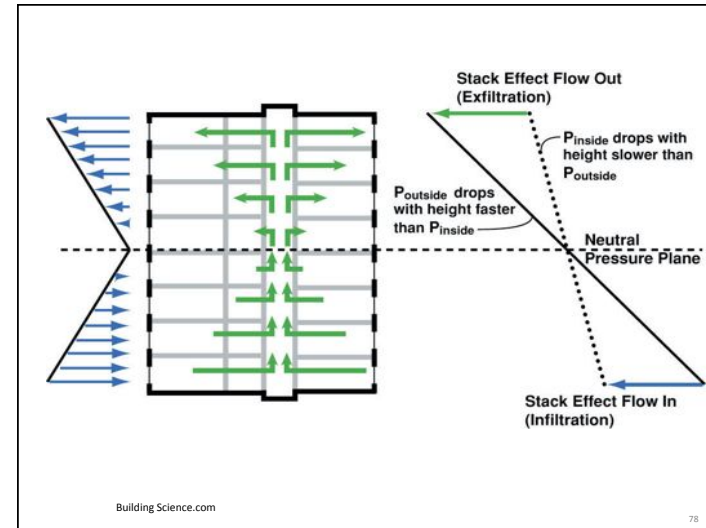 Stack Effect Flow Out
(Exfiltration)
Pinside drops with
height slower than
Poutside
Poutside drops
with height faster
than Pinside
Neutral
Pressure Plane
Stack Effect Flow In
(Infiltration)
Building Science.com
78